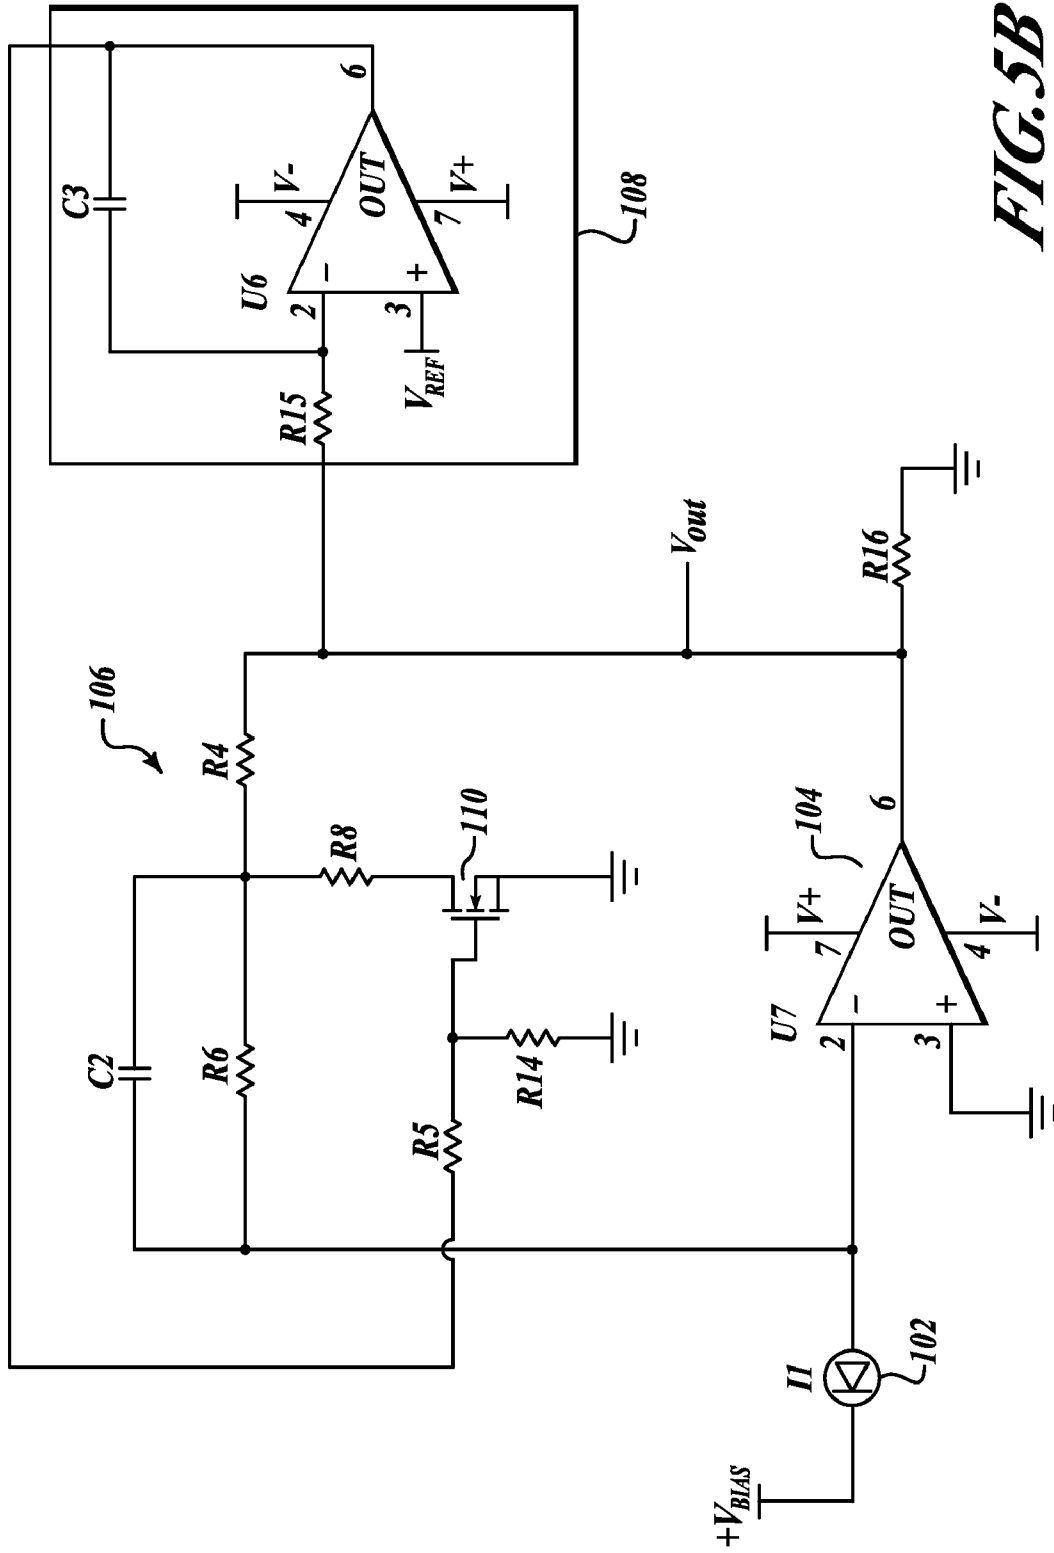 C3
6
V-
4
OUT
U6
2
-
7
V+
3
+
R15
V_REF
108
106
R4
Vout
R16
C2
R6
R8
110
R5
R14
104
6
V+
7
OUT
U7
2
-
V-
4
3
+
I1
102
+V_BIAS
FIG.5B